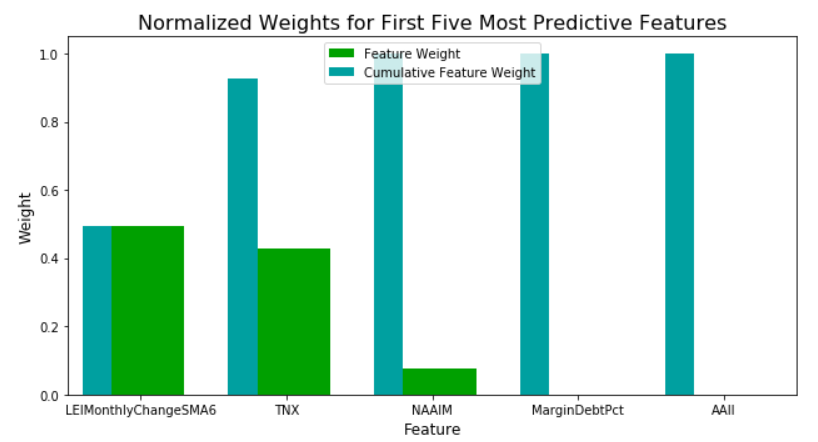 Normalized Weights for First Five Most Predictive Features
Feature Weight
Cumulative Feature Weight
1.0
0.8
0.6
0.4
0.2
0.0
Weight
LEIMonthlyChangeSMA6 TNX NAAIM MarginDebtPct AAII
Feature